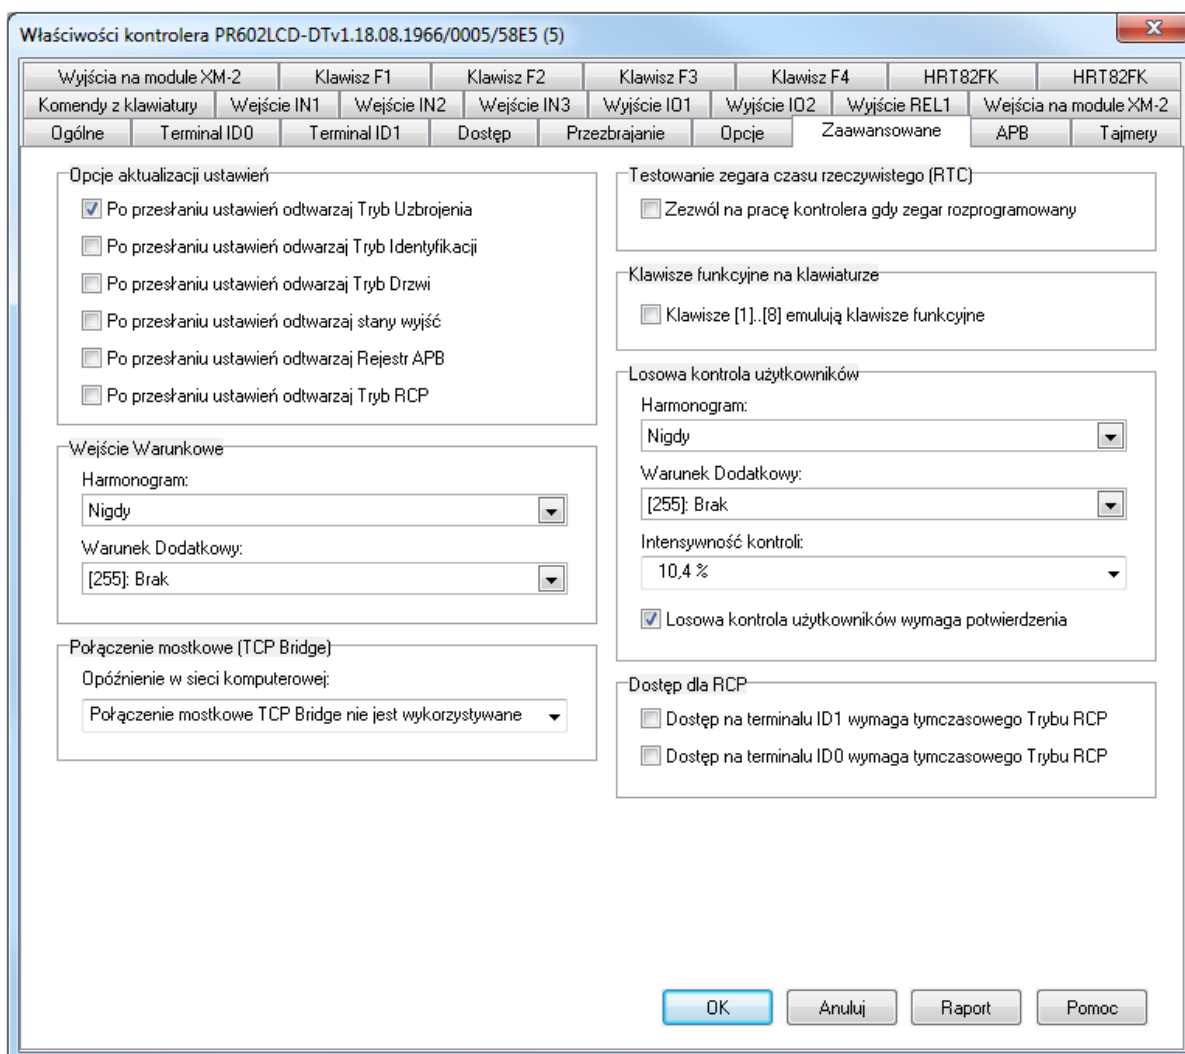 Właściwości kontrolera PR602LCD-DTv1.18.08.1966/0005/58E5 (5)
Wyjścia na module XM-2 Klawisz F1 Klawisz F2 Klawisz F3 Klawisz F4 HRT82FK HRT82FK
Komendy z klawiatury Wejście IN1 Wejście IN2 Wejście IN3 Wyjście IO1 Wyjście IO2 Wyjście REL1 Wejścia na module XM-2
Ogólne Terminal ID0 Terminal ID1 Dostęp Przezbrajanie Opcje Zaawansowane APB Tajmery
Opcje aktualizacji ustawień
Po przesłaniu ustawień odtwarzaj Tryb Uzbrojenia
Po przesłaniu ustawień odwarzaj Tryb Identyfikacji
Po przesłaniu ustawień odwarzaj Tryb Drzwi
Po przesłaniu ustawień odtwarzaj stany wyjść
Po przesłaniu ustawień odtwarzaj Rejestr APB
Po przesłaniu ustawień odtwarzaj Tryb RCP
Wejście Warunkowe
Harmonogram:
Nigdy
Warunek Dodatkowy:
[255]: Brak
Połączenie mostkowe (TCP Bridge)
Opóźnienie w sieci komputerowej:
Połączenie mostkowe TCP Bridge nie jest wykorzystywane
Testowanie zegara czasu rzeczywistego (RTC)
Zezwól na pracę kontrolera gdy zegar rozprogramowany
Klawisze funkcyjne na klawiaturze
Klawisze [1]..[8] emulują klawisze funkcyjne
Losowa kontrola użytkowników
Harmonogram:
Nigdy
Warunek Dodatkowy:
[255]: Brak
Intensywność kontroli:
10,4 %
Losowa kontrola użytkowników wymaga potwierdzenia
Dostęp dla RCP
Dostęp na terminalu ID1 wymaga tymczasowego Trybu RCP
Dostęp na terminalu ID0 wymaga tymczasowego Trybu RCP
OK Anuluj Raport Pomoc